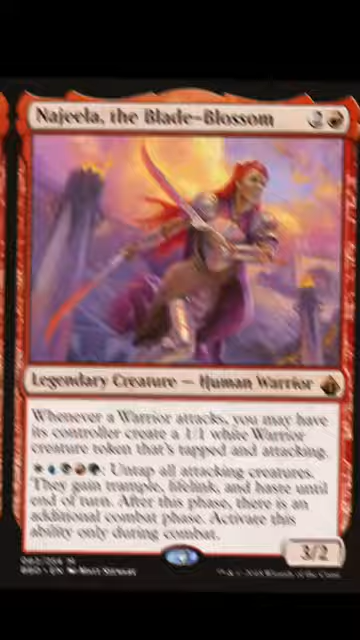 Najeela, the Blade-Blossom 2
Legendary Creature — Human Warrior
Whenever a Warrior attacks, you may have
its controller create a 1/1 white Warrior
creature token that's tapped and attacking.
: Untap all attacking creatures.
They gain trample, lifelink, and haste until
end of turn. After this phase, there is an
additional combat phase. Activate this
ability only during combat.
3/2